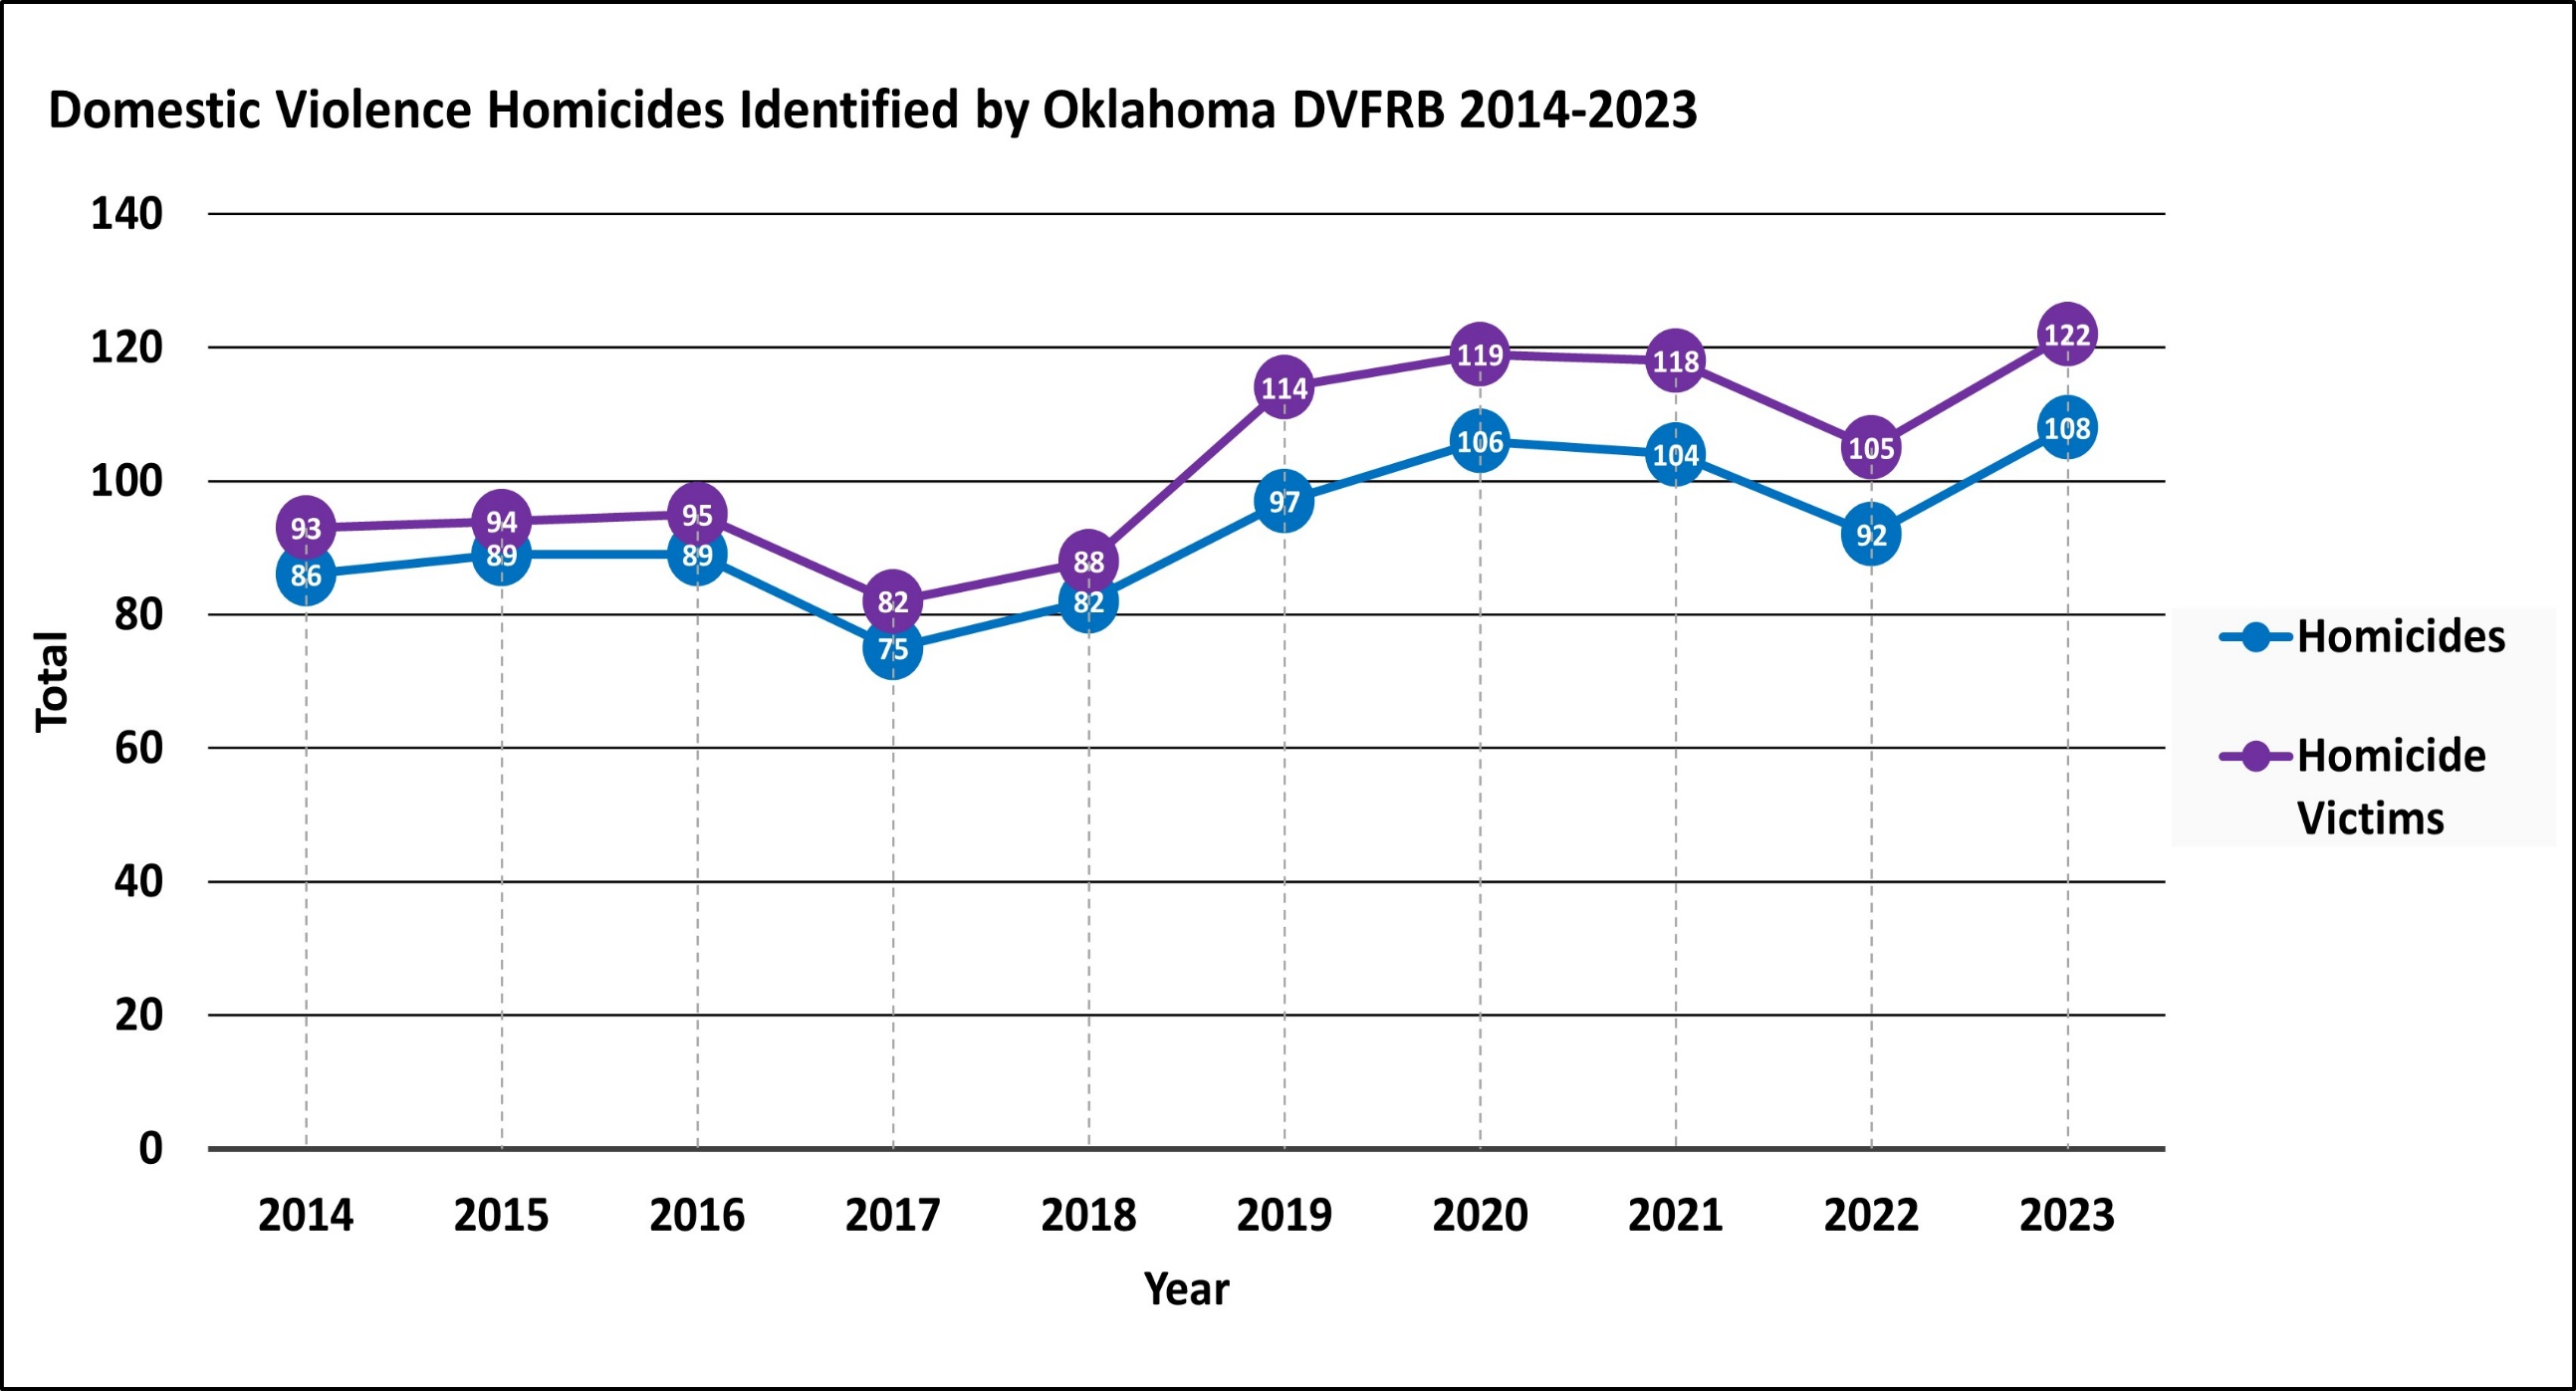 Domestic Violence Homicides Identified by Oklahoma DVFRB 2014-2023
140
120
100
80
60
40
20
0
Total
93 94 95 82 88 114 119 118 105 122
86 89 89 75 82 97 106 104 92 108
2014 2015 2016 2017 2018 2019 2020 2021 2022 2023
Year
Homicides
Homicide
Victims